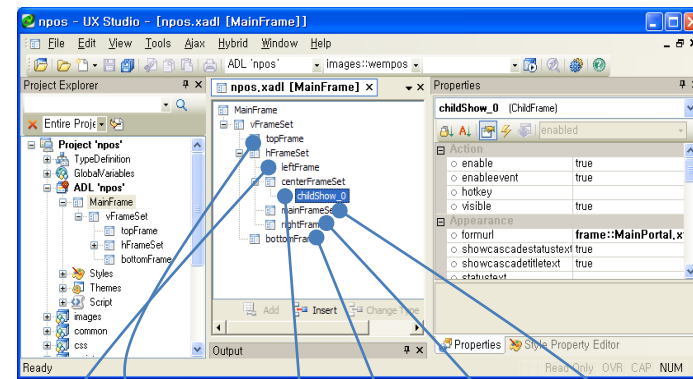 npos - UX Studio - [npos.xadl [MainFrame]]
File Edit View Tools Ajax Hybrid Window Help
ADL 'npos' images::wempos
Project Explorer
npos.xadl [MainFrame]
Properties
childShow_0 (ChildFrame)
Entire Proje
enabled
Project 'npos'
TypeDefinition
GlobalVariables
ADL 'npos'
MainFrame
vFrameSet
topFrame
hFrameSet
bottomFrame
Styles
Themes
Script
images
common
css
MainFrame
vFrameSet
topFrame
hFrameSet
leftFrame
centerFrameSet
childShow_0
mainFrameSet
rightFrame
bottomFrame
Add Insert Change Type
Output
Action
enable true
enableevent true
hotkey
visible true
Appearance
formurl frame::MainPortal.x
showcascadestatustext true
showcascadetitletext true
statustext
Properties Style Property Editor
Ready
Read Only OVR CAP NUM